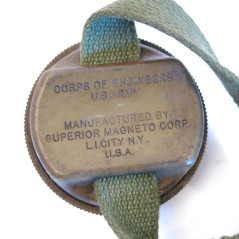 CORPS OF ENGINEERS
U.S. ARMY
MANUFACTURED BY
SUPERIOR MAGNETO CORP.
L.I. CITY N.Y.
U.S.A.